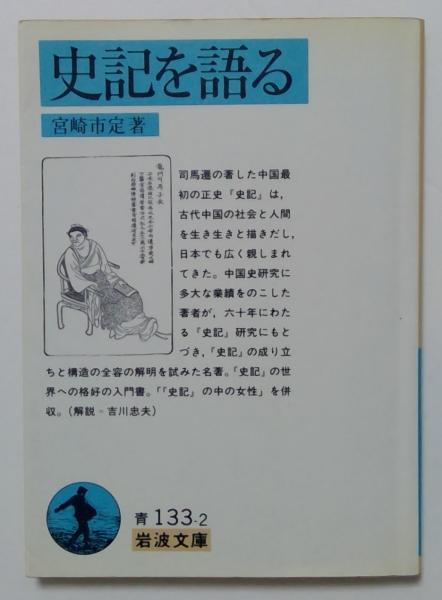 史記を語る
宮崎市定著
司馬遷の著した中国最
初の正史『史記』は,
古代中国の社会と人間
を生き生きと描きだし,
日本でも広く親しまれ
てきた。中国史研究に
多大な業績をのこした
著者が,六十年にわた
る『史記』研究にもと
づき,『史記』の成り立
ちと構造の全容の解明を試みた名著。『史記』の世
界への格好の入門書。「『史記』の中の女性」を併
収。(解説=吉川忠夫)
青133-2
岩波文庫